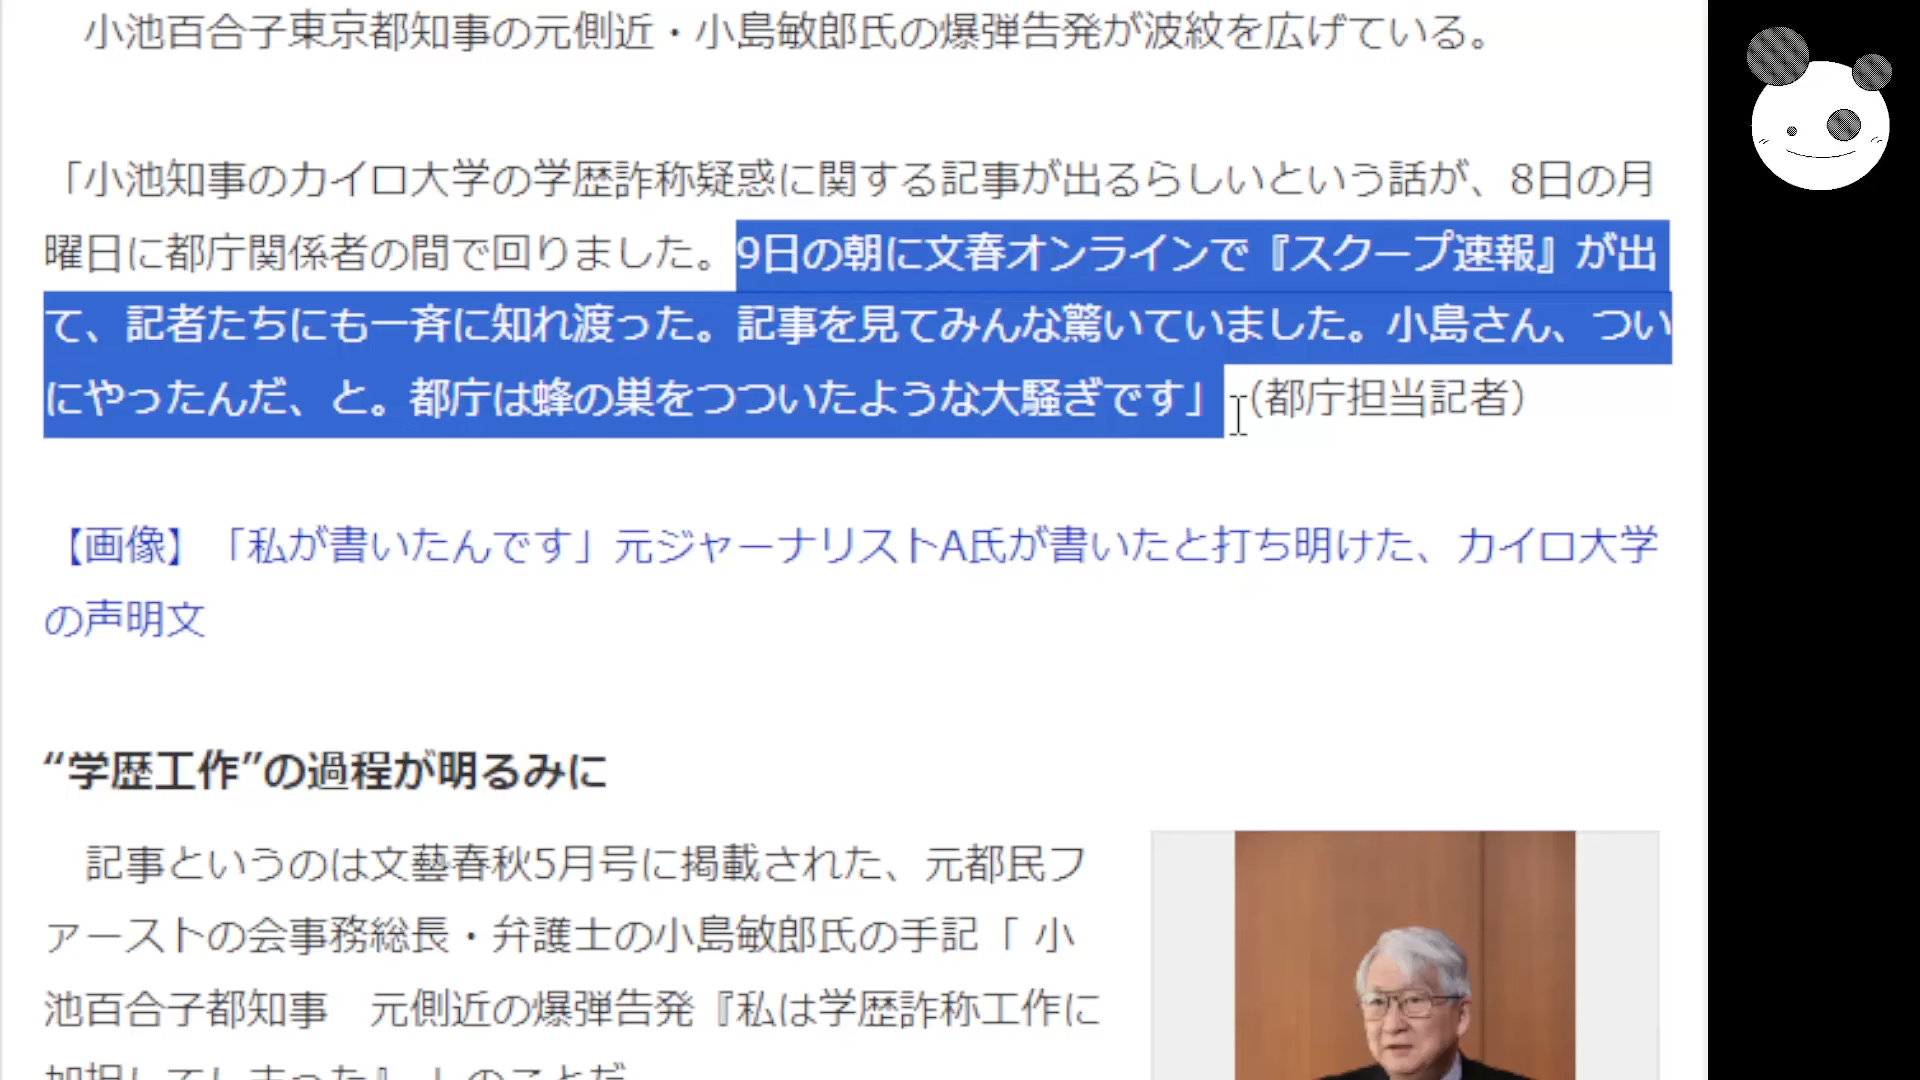 小池百合子東京都知事の元側近・小島敏郎氏の爆弾告発が波紋を広げている。
「小池知事のカイロ大学の学歴詐称疑惑に関する記事が出るらしいという話が、8日の月
曜日に都庁関係者の間で回りました。9日の朝に文春オンラインで『スクープ速報』が出
て、記者たちにも一斉に知れ渡った。記事を見てみんな驚いていました。小島さん、つい
にやったんだ、と。都庁は蜂の巣をつついたような大騒ぎです」 (都庁担当記者)
【画像】「私が書いたんです」元ジャーナリストA氏が書いたと打ち明けた、カイロ大学
の声明文
“学歴工作”の過程が明るみに
記事というのは文藝春秋5月号に掲載された、元都民フ
ァーストの会事務総長・弁護士の小島敏郎氏の手記「 小
池百合子都知事 元側近の爆弾告発『私は学歴詐称工作に
加担してしまった』 」のことだ